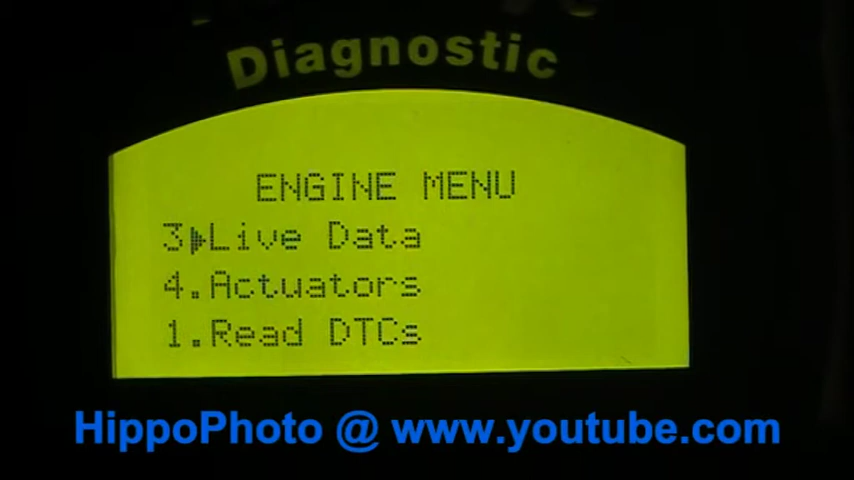 Diagnostic
ENGINE MENU
3▸Live Data
4.Actuators
1.Read DTCs
HippoPhoto @ www.youtube.com